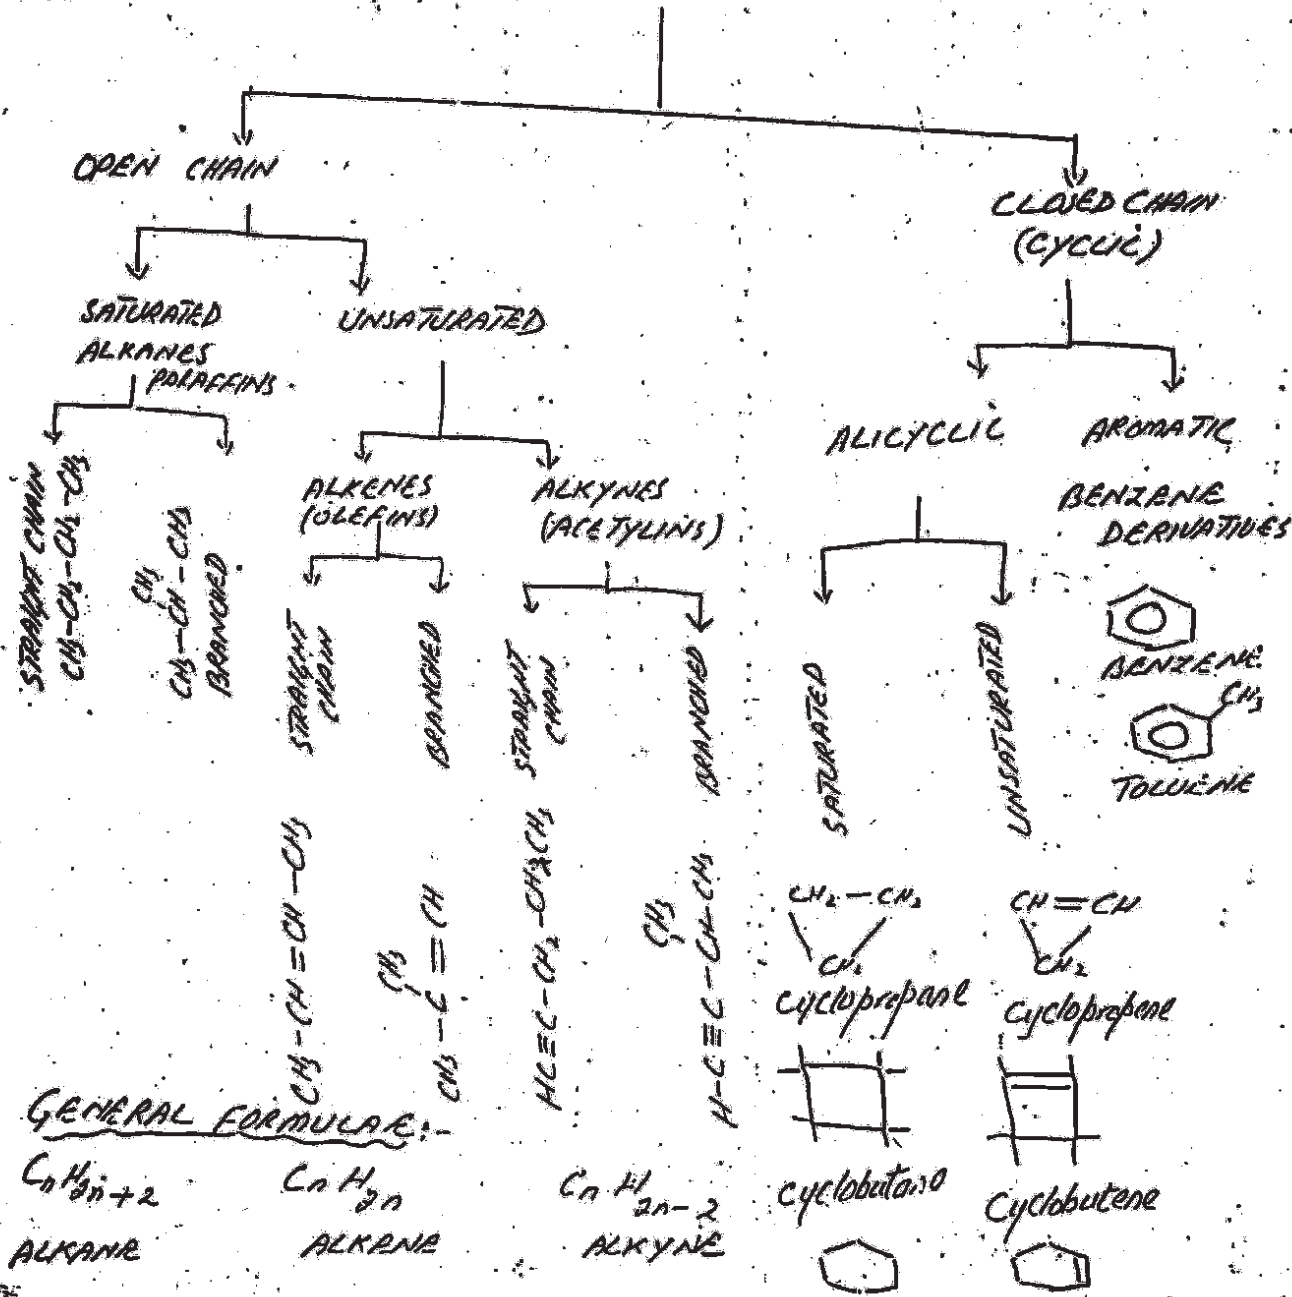 OPEN CHAIN
CLOSED CHAIN
(CYCLIC)
SATURATED
ALKANES
PARAFFINS
UNSATURATED
ALICYCLIC
AROMATIC
BENZENE
DERIVATIVES
STRAIGNT CHAIN
CH3-CH2-CH2-CH3
CH3
CH3-CH-CH3
BRANCHED
ALKENES
(OLEFINS)
ALKYNES
(ACETYLINS)
STRAIGNT
CHAIN
BRANCHED
STRAIGNT
CHAIN
BRANCHED
SATURATED
UNSATURATED
BENZENE
CH3
TOLUENE
CH3-CH=CH-CH3
CH3
CH3-C=CH
HC≡C-CH2-CH2CH3
CH3
H-C≡C-CH-CH3
CH2-CH2
CH2
Cyclopropane
CH=CH
CH2
Cyclopropene
GENERAL FORMULAE:-
CnH2n+2
CnH2n
CnH2n-2
ALKANE
ALKENE
ALKYNE
Cyclobutane
Cyclobutene